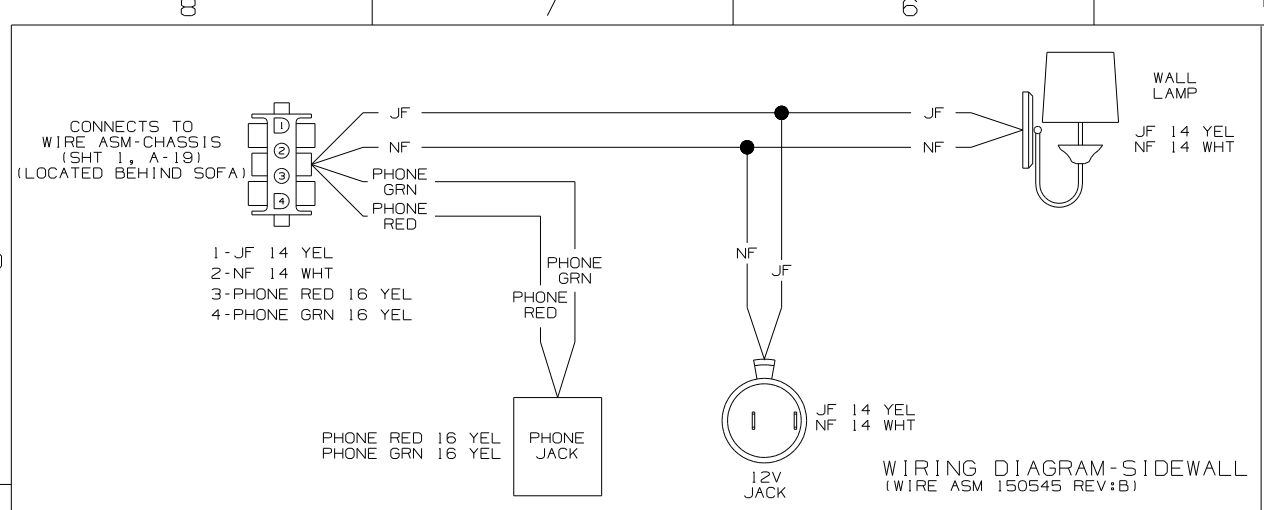 8
7
6
CONNECTS TO
WIRE ASM-CHASSIS
(SHT 1, A-19)
(LOCATED BEHIND SOFA)
1
2
3
4
JF
NF
PHONE
GRN
PHONE
RED
1-JF 14 YEL
2-NF 14 WHT
3-PHONE RED 16 YEL
4-PHONE GRN 16 YEL
PHONE
GRN
PHONE
RED
PHONE RED 16 YEL
PHONE GRN 16 YEL
PHONE
JACK
NF
JF
JF 14 YEL
NF 14 WHT
12V
JACK
JF
NF
WALL
LAMP
JF 14 YEL
NF 14 WHT
WIRING DIAGRAM-SIDEWALL
(WIRE ASM 150545 REV:B)